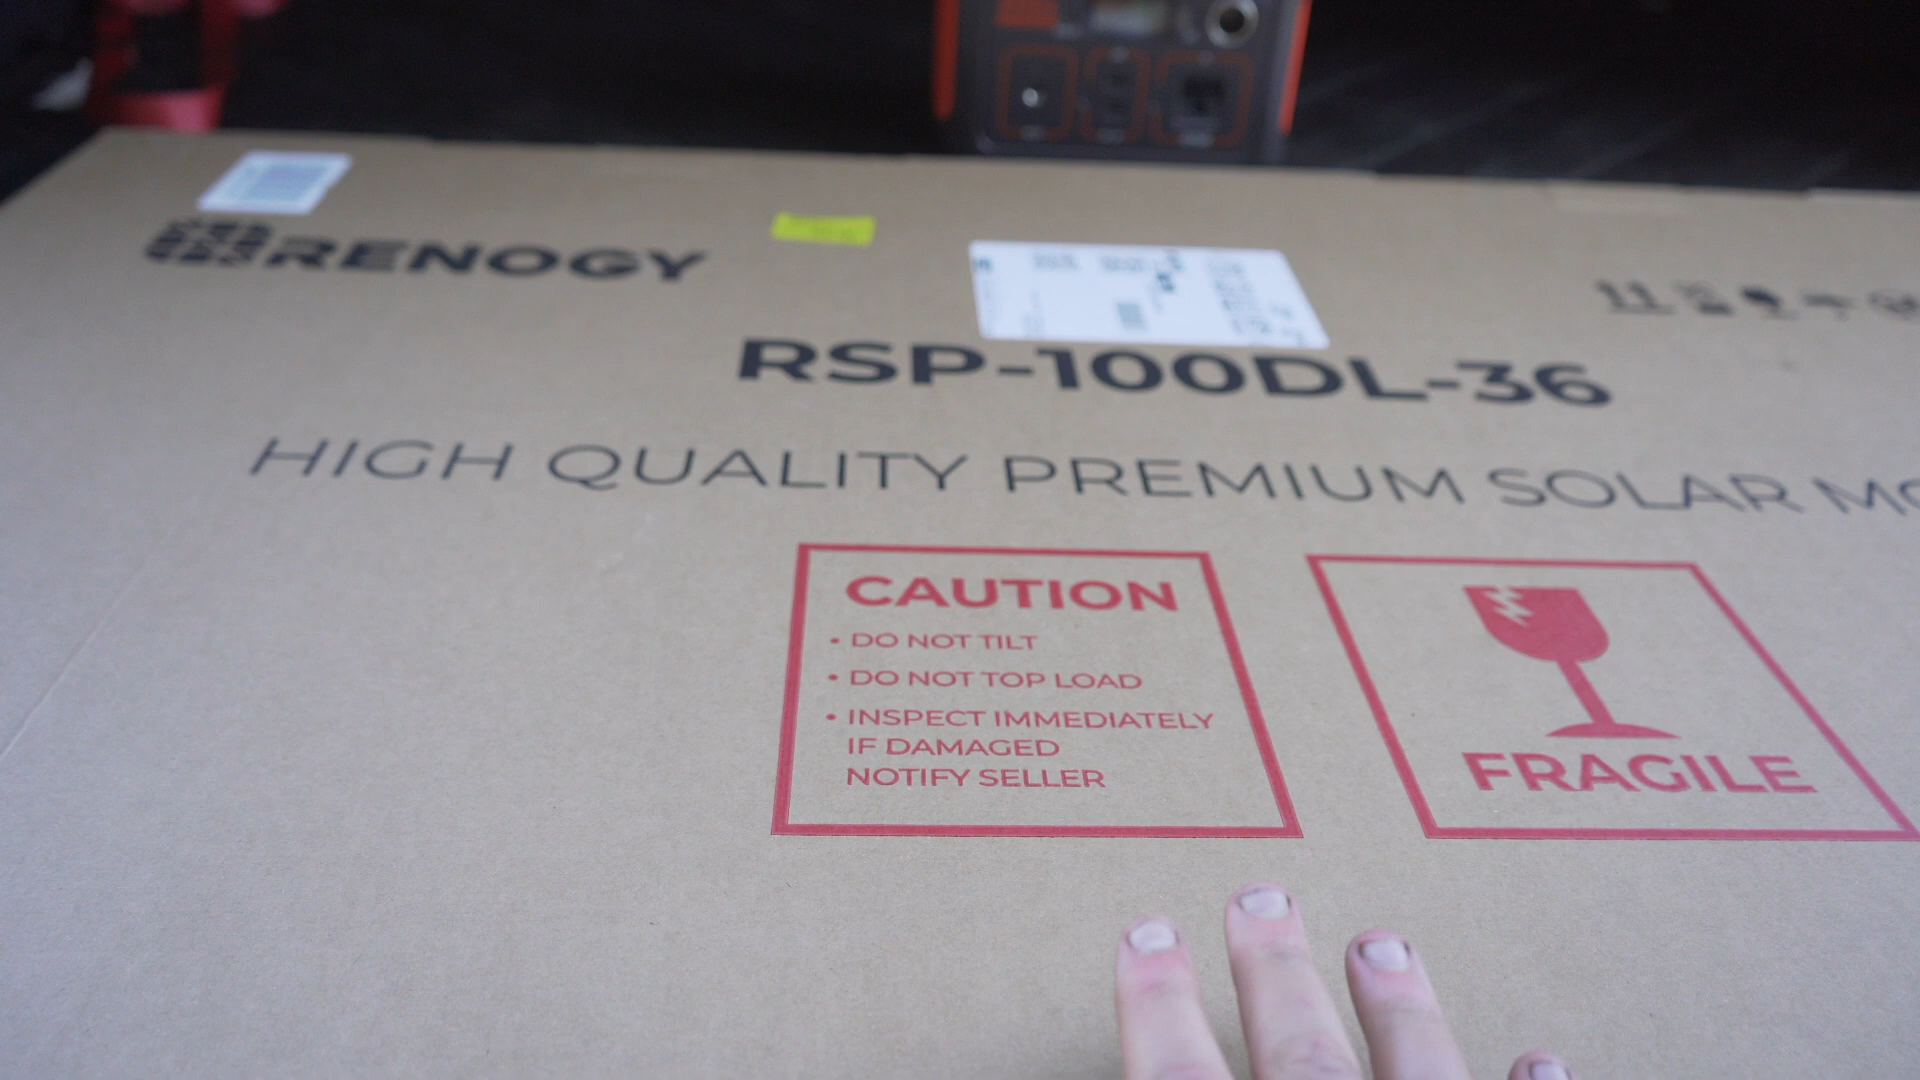 RENOGY
RSP-100DL-36
HIGH QUALITY PREMIUM SOLAR
CAUTION
• DO NOT TILT
• DO NOT TOP LOAD
• INSPECT IMMEDIATELY
IF DAMAGED
NOTIFY SELLER
FRAGILE